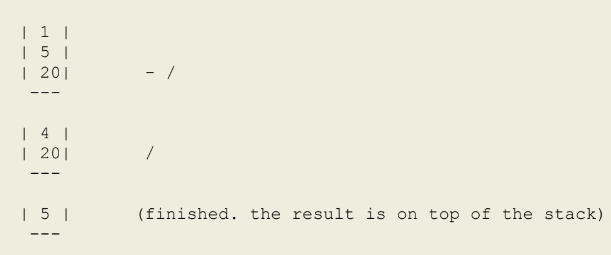 | 1 |
| 5 |
| 20|       - /
 ---
| 4 |
| 20|       /
 ---
| 5 |      (finished. the result is on top of the stack)
 ---